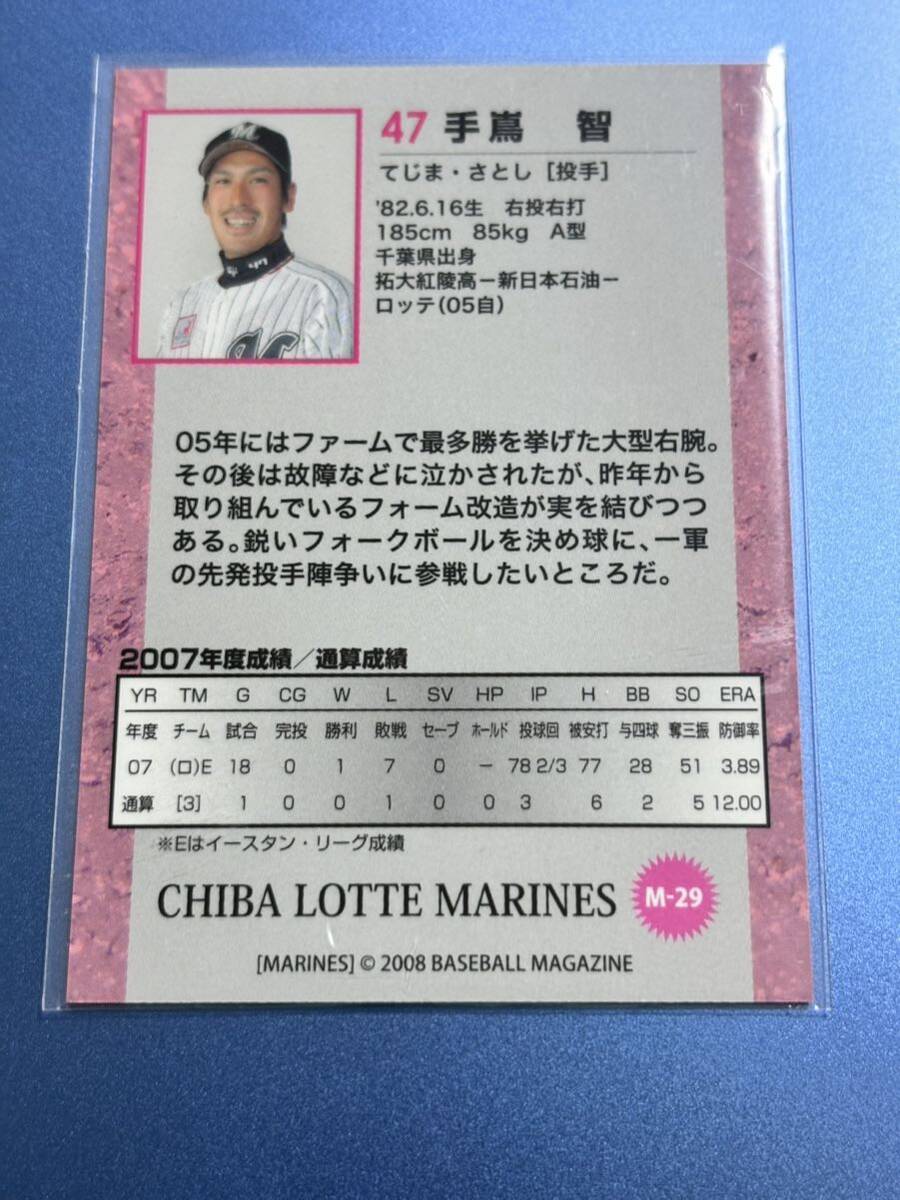 47 手嶌 智
てじま・さとし［投手］
'82.6.16生 右投右打
185cm 85kg A型
千葉県出身
拓大紅陵高－新日本石油－
ロッテ（05自）
05年にはファームで最多勝を挙げた大型右腕。
その後は故障などに泣かされたが、昨年から
取り組んでいるフォーム改造が実を結びつつ
ある。鋭いフォークボールを決め球に、一軍
の先発投手陣争いに参戦したいところだ。
2007年度成績／通算成績
YR TM G CG W L SV HP IP H BB SO ERA
年度 チーム 試合 完投 勝利 敗戦 セーブ ホールド 投球回 被安打 与四球 奪三振 防御率
07 (ロ)E 18 0 1 7 0 － 78 2/3 77 28 51 3.89
通算 [3] 1 0 0 1 0 0 3 6 2 5 12.00
※Eはイースタン・リーグ成績
CHIBA LOTTE MARINES M-29
[MARINES] © 2008 BASEBALL MAGAZINE